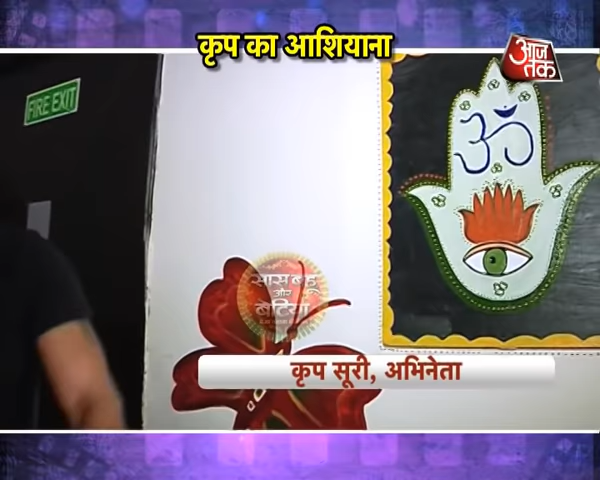 कृप का आशियाना
आज
तक
FIRE EXIT
ॐ
सास बहू
और
बेटियां
कृप सूरी, अभिनेता